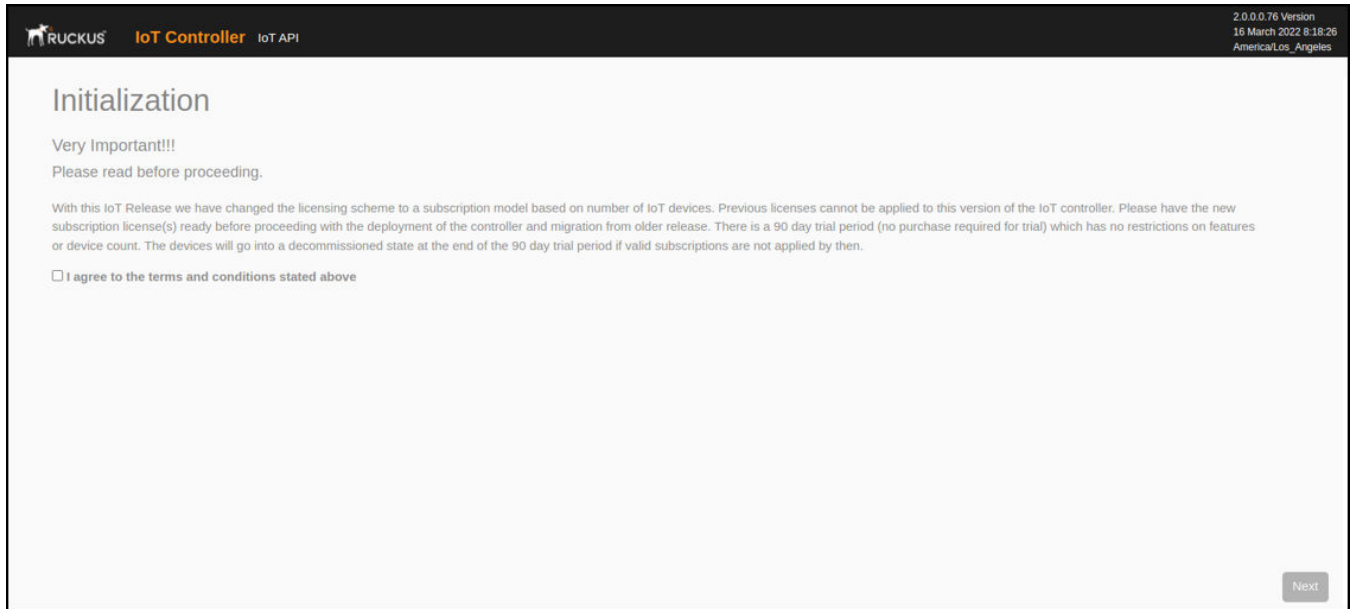 RUCKUS IoT Controller IoT API
2.0.0.0.76 Version
16 March 2022 8:18:26
America/Los_Angeles
Initialization
Very Important!!!
Please read before proceeding.
With this IoT Release we have changed the licensing scheme to a subscription model based on number of IoT devices. Previous licenses cannot be applied to this version of the IoT controller. Please have the new
subscription license(s) ready before proceeding with the deployment of the controller and migration from older release. There is a 90 day trial period (no purchase required for trial) which has no restrictions on features
or device count. The devices will go into a decommissioned state at the end of the 90 day trial period if valid subscriptions are not applied by then.
I agree to the terms and conditions stated above
Next